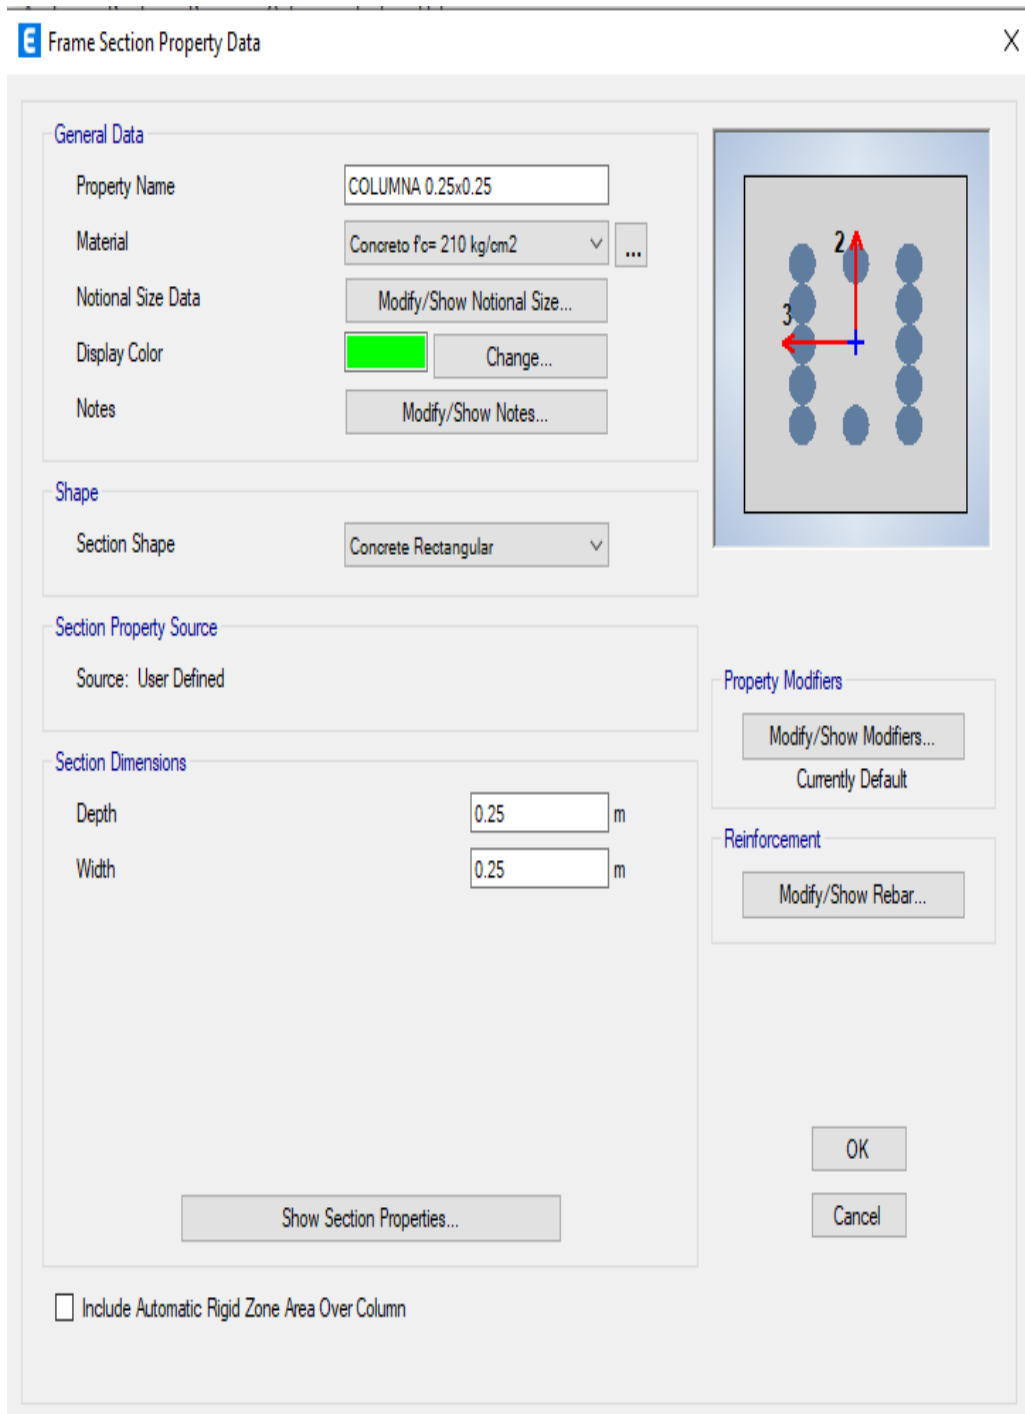 Frame Section Property Data
General Data
Property Name COLUMNA 0.25x0.25
Material Concreto f'c= 210 kg/cm2 ...
Notional Size Data Modify/Show Notional Size...
Display Color Change...
Notes Modify/Show Notes...
2
3
Shape
Section Shape Concrete Rectangular
Section Property Source
Source: User Defined
Property Modifiers
Modify/Show Modifiers...
Currently Default
Section Dimensions
Depth 0.25 m
Width 0.25 m
Reinforcement
Modify/Show Rebar...
OK
Show Section Properties...
Cancel
Include Automatic Rigid Zone Area Over Column